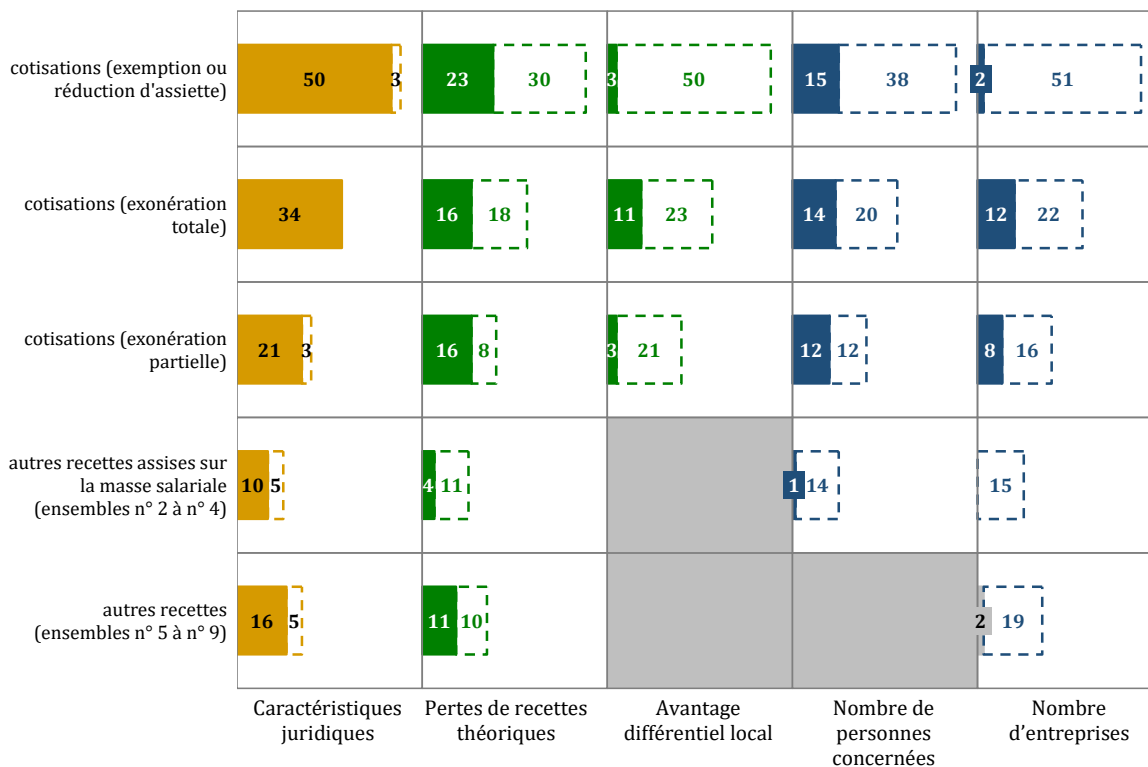 cotisations (exemption ou
réduction d'assiette)
50 3 23 30 3 50 15 38 2 51
cotisations (exonération
totale)
34 16 18 11 23 14 20 12 22
cotisations (exonération
partielle)
21 3 16 8 3 21 12 12 8 16
autres recettes assises sur
la masse salariale
(ensembles n° 2 à n° 4)
10 5 4 11 1 14 15
autres recettes
(ensembles n° 5 à n° 9)
16 5 11 10 2 19
Caractéristiques
juridiques
Pertes de recettes
théoriques
Avantage
différentiel local
Nombre de
personnes
concernées
Nombre
d’entreprises